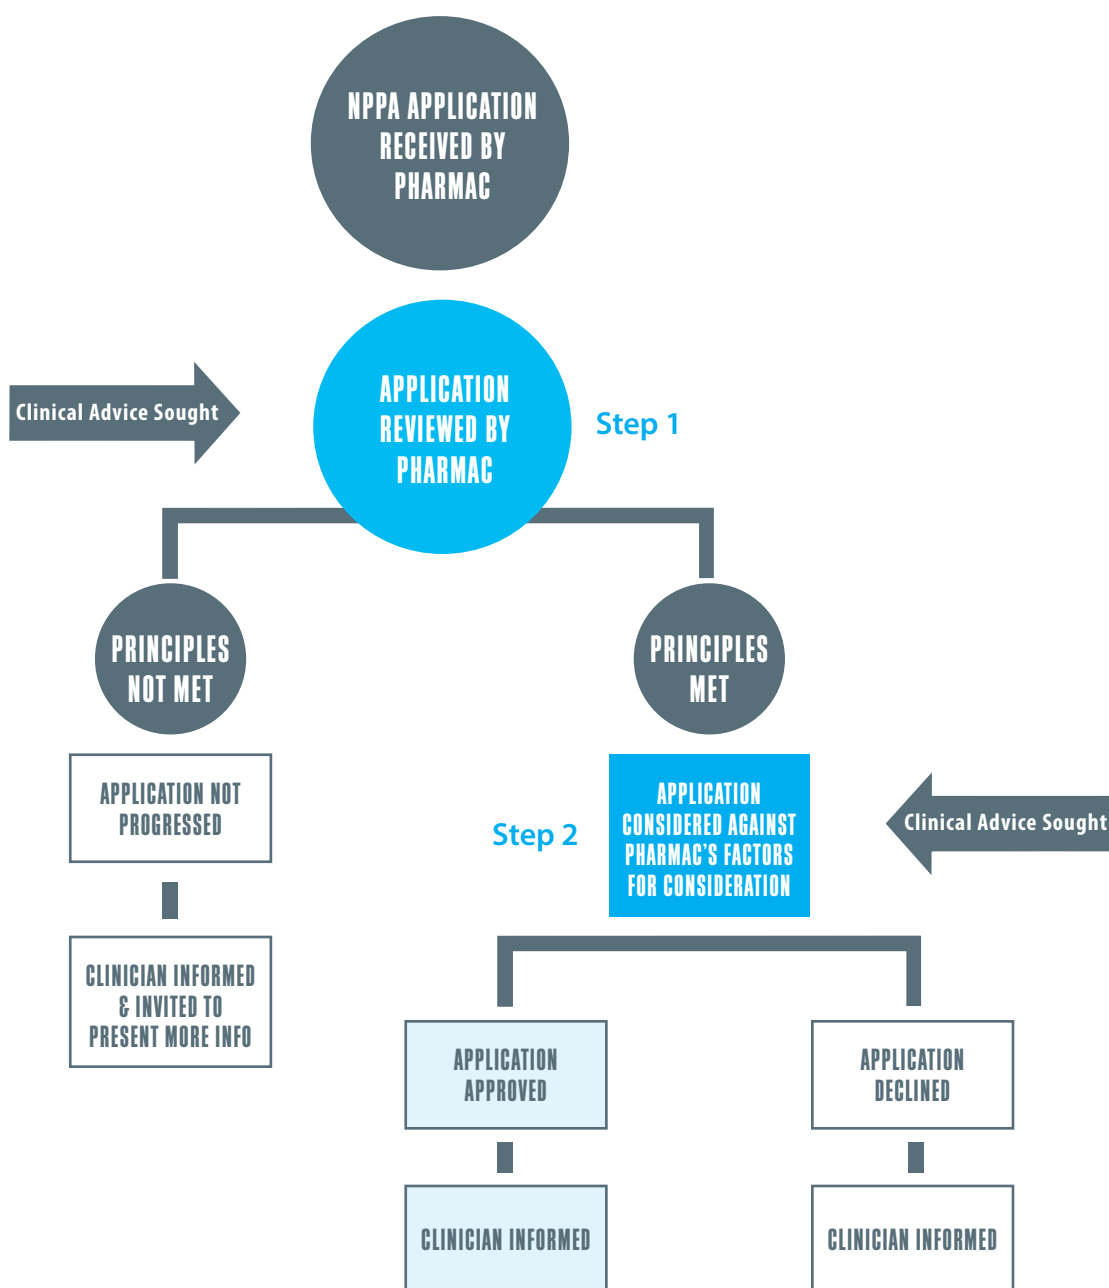 NPPA APPLICATION
RECEIVED BY
PHARMAC
Clinical Advice Sought
APPLICATION
REVIEWED BY
PHARMAC
Step 1
PRINCIPLES
NOT MET
PRINCIPLES
MET
APPLICATION NOT
PROGRESSED
Step 2
APPLICATION
CONSIDERED AGAINST
PHARMAC'S FACTORS
FOR CONSIDERATION
Clinical Advice Sought
CLINICIAN INFORMED
& INVITED TO
PRESENT MORE INFO
APPLICATION
APPROVED
APPLICATION
DECLINED
CLINICIAN INFORMED
CLINICIAN INFORMED